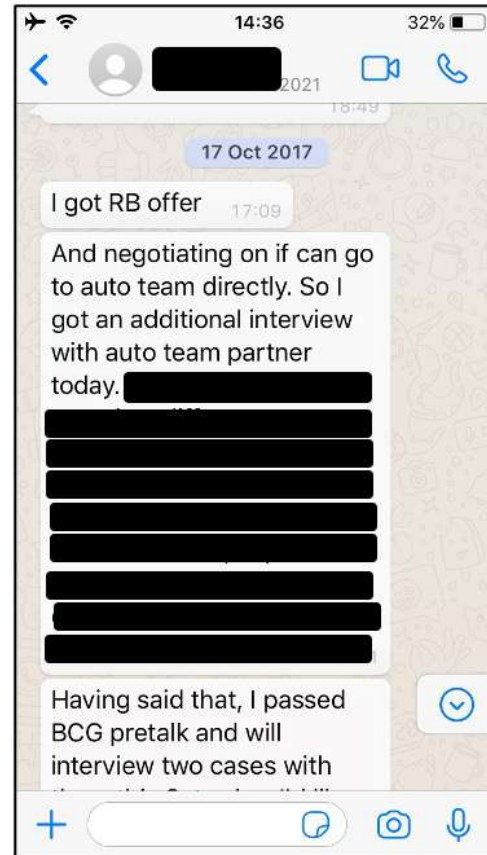 14:36
32%
2021
18:49
17 Oct 2017
I got RB offer 17:09
And negotiating on if can go
to auto team directly. So I
got an additional interview
with auto team partner
today.
Having said that, I passed
BCG pretalk and will
interview two cases with